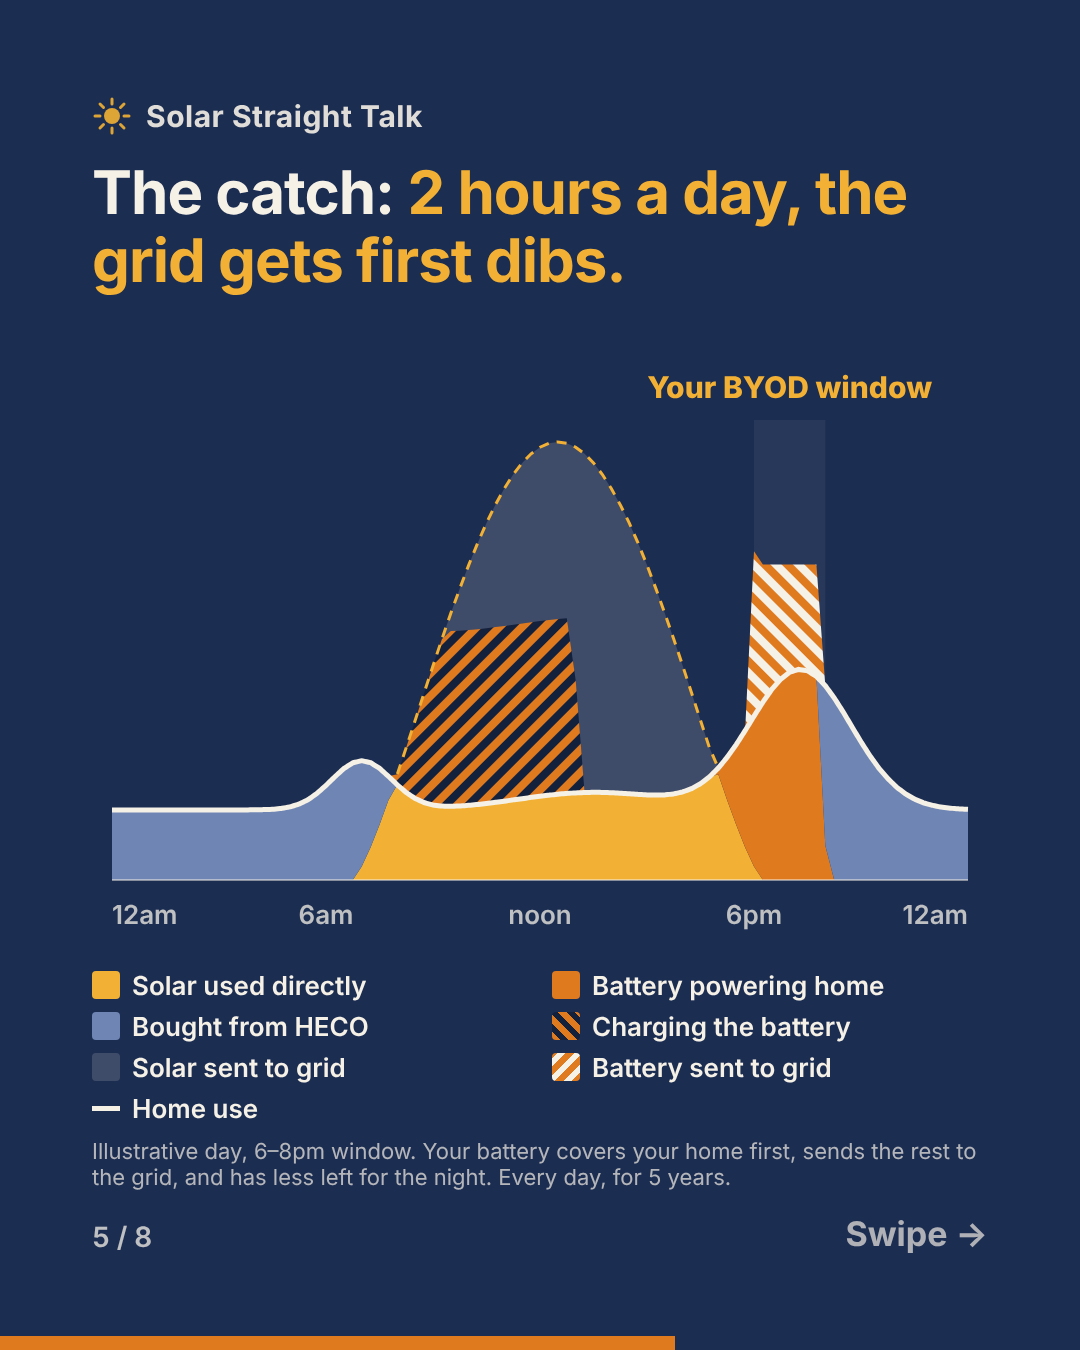 Solar Straight Talk
The catch: 2 hours a day, the
grid gets first dibs.
Your BYOD window
12am 6am noon 6pm 12am
Solar used directly
Bought from HECO
Solar sent to grid
Home use
Battery powering home
Charging the battery
Battery sent to grid
Illustrative day, 6–8pm window. Your battery covers your home first, sends the rest to
the grid, and has less left for the night. Every day, for 5 years.
5 / 8
Swipe →